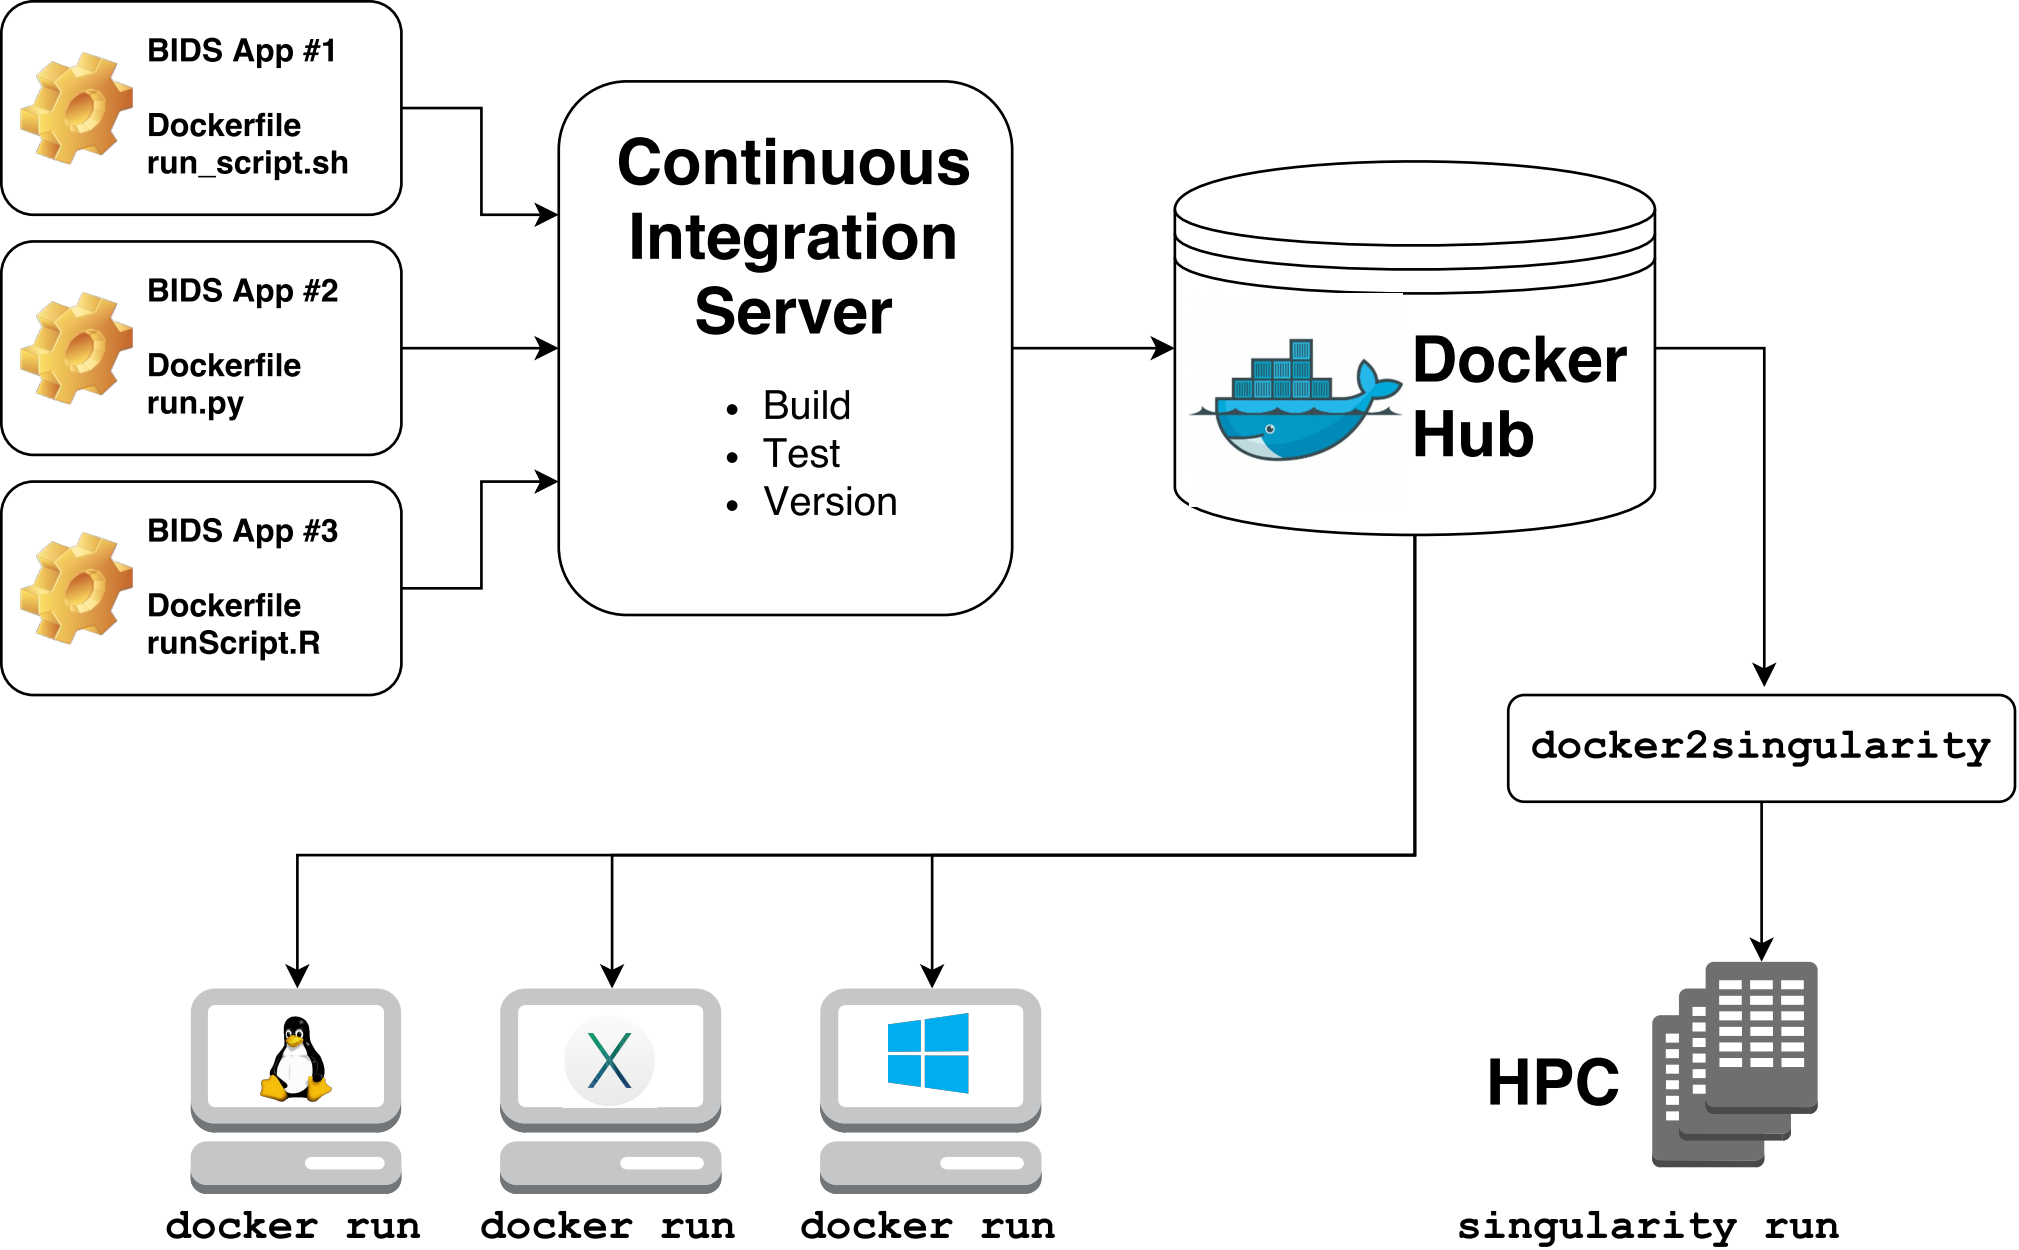 BIDS App #1
Dockerfile
run_script.sh
BIDS App #2
Dockerfile
run.py
BIDS App #3
Dockerfile
runScript.R
Continuous
Integration
Server
• Build
• Test
• Version
Docker
Hub
docker2singularity
HPC
docker run
docker run
docker run
singularity run